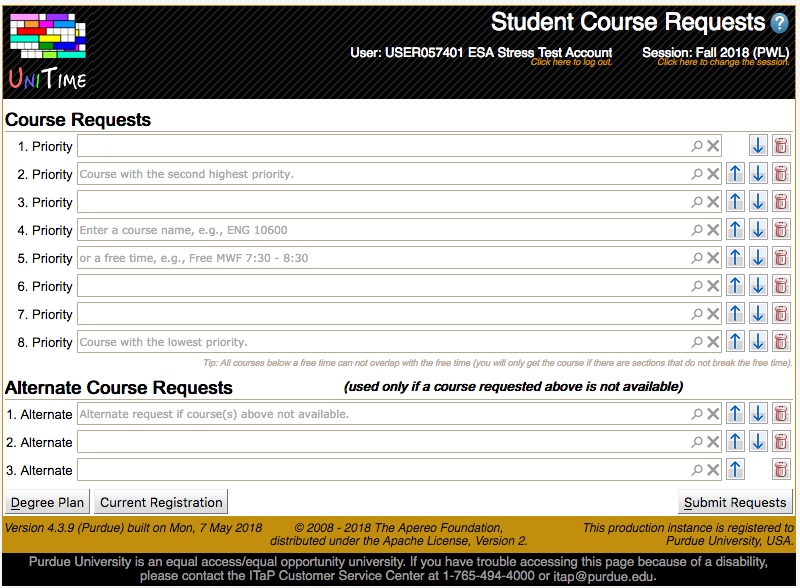 Student Course Requests ?
User: USER057401 ESA Stress Test Account
Click here to log out.
Session: Fall 2018 (PWL)
Click here to change the session.
UNITIME
Course Requests
1. Priority
2. Priority Course with the second highest priority.
3. Priority
4. Priority Enter a course name, e.g., ENG 10600
5. Priority or a free time, e.g., Free MWF 7:30 - 8:30
6. Priority
7. Priority
8. Priority Course with the lowest priority.
Tip: All courses below a free time can not overlap with the free time (you will only get the course if there are sections that do not break the free time).
Alternate Course Requests (used only if a course requested above is not available)
1. Alternate Alternate request if course(s) above not available.
2. Alternate
3. Alternate
Degree Plan Current Registration Submit Requests
Version 4.3.9 (Purdue) built on Mon, 7 May 2018
© 2008 - 2018 The Apereo Foundation,
distributed under the Apache License, Version 2.
This production instance is registered to
Purdue University, USA.
Purdue University is an equal access/equal opportunity university. If you have trouble accessing this page because of a disability,
please contact the ITaP Customer Service Center at 1-765-494-4000 or itap@purdue.edu.